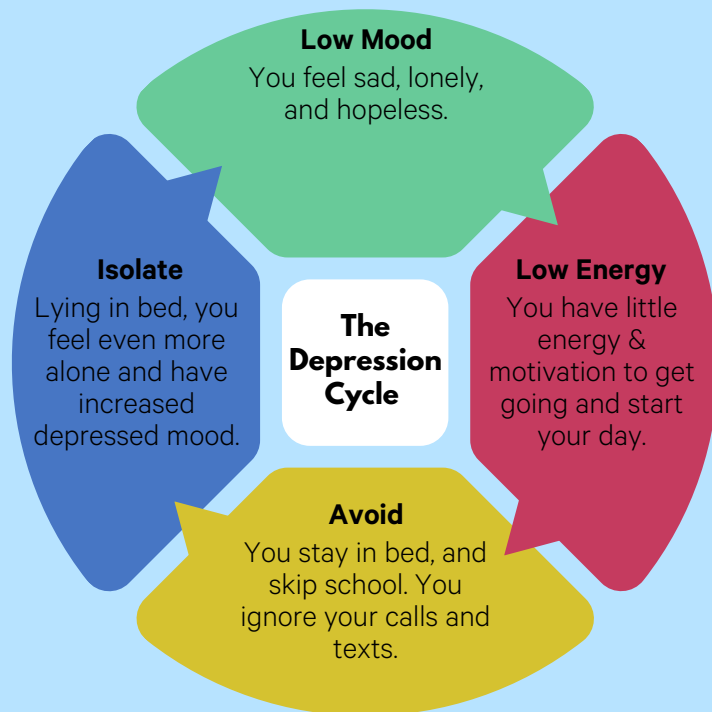 Low Mood
You feel sad, lonely,
and hopeless.
Low Energy
You have little
energy &
motivation to get
going and start
your day.
Avoid
You stay in bed, and
skip school. You
ignore your calls and
texts.
Isolate
Lying in bed, you
feel even more
alone and have
increased
depressed mood.
The
Depression
Cycle